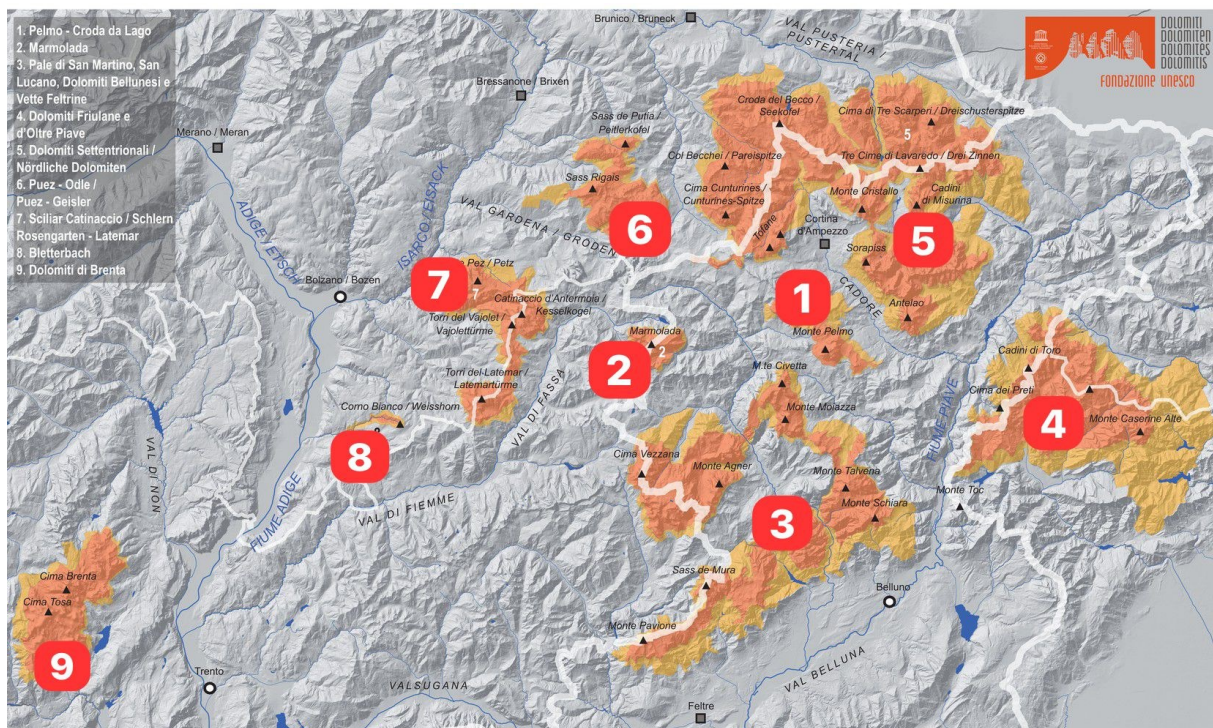 1. Pelmo - Croda da Lago
2. Marmolada
3. Pale di San Martino, San
Lucano, Dolomiti Bellunesi e
Vette Feltrine
4. Dolomiti Friulane e
d'Oltre Piave
5. Dolomiti Settentrionali /
Nördliche Dolomiten
6. Puez - Odle /
Puez - Geisler
7. Sciliar Catinaccio / Schlern
Rosengarten - Latemar
8. Bletterbach
9. Dolomiti di Brenta
DOLOMITI
DOLOMITEN
DOLOMITES
DOLOMITIS
FONDAZIONE UNESCO
Brunico / Bruneck
VAL PUSTERIA /
PUSTERTAL
Bressanone / Brixen
Merano / Meran
Croda del Becco /
Seekofel
Cima di Tre Scarperi / Dreischusterspitze
5
Sass de Putia /
Peitlerkofel
Col Becchei / Pareispitze
Tre Cime di Lavaredo / Drei Zinnen
Sass Rigais
Cima Cunturines /
Cunturines-Spitze
Monte Cristallo
Cadini
di Misurina
VAL GARDENA / GRÖDEN
ADIGE / ETSCH
ISARCO / EISACK
6
Tofane
Cortina
d'Ampezzo
5
Sorapiss
7
Pez / Petz
Bolzano / Bozen
Catinaccio d'Antermoia /
Kesselkogel
Torri del Vajolet /
Vajolettürme
1
CADORE
Antelao
Marmolada
2
2
Monte Pelmo
Cadini di Toro
M.te Civetta
Torri del Latemar /
Latemartürme
VAL DI FASSA
Cima dei Preti
Monte Moiazza
4
Monte Caserine Alte
Corno Bianco / Weisshorn
8
FIUME PIAVE
VAL DI NON
Cima Vezzana
Monte Agner
Monte Talvena
Monte Toc
Monte Schiara
3
FIUME ADIGE
VAL DI FIEMME
Sass de Mura
Belluno
Cima Brenta
Cima Tosa
Monte Pavione
9
Trento
VALSUGANA
VAL BELLUNA
Feltre